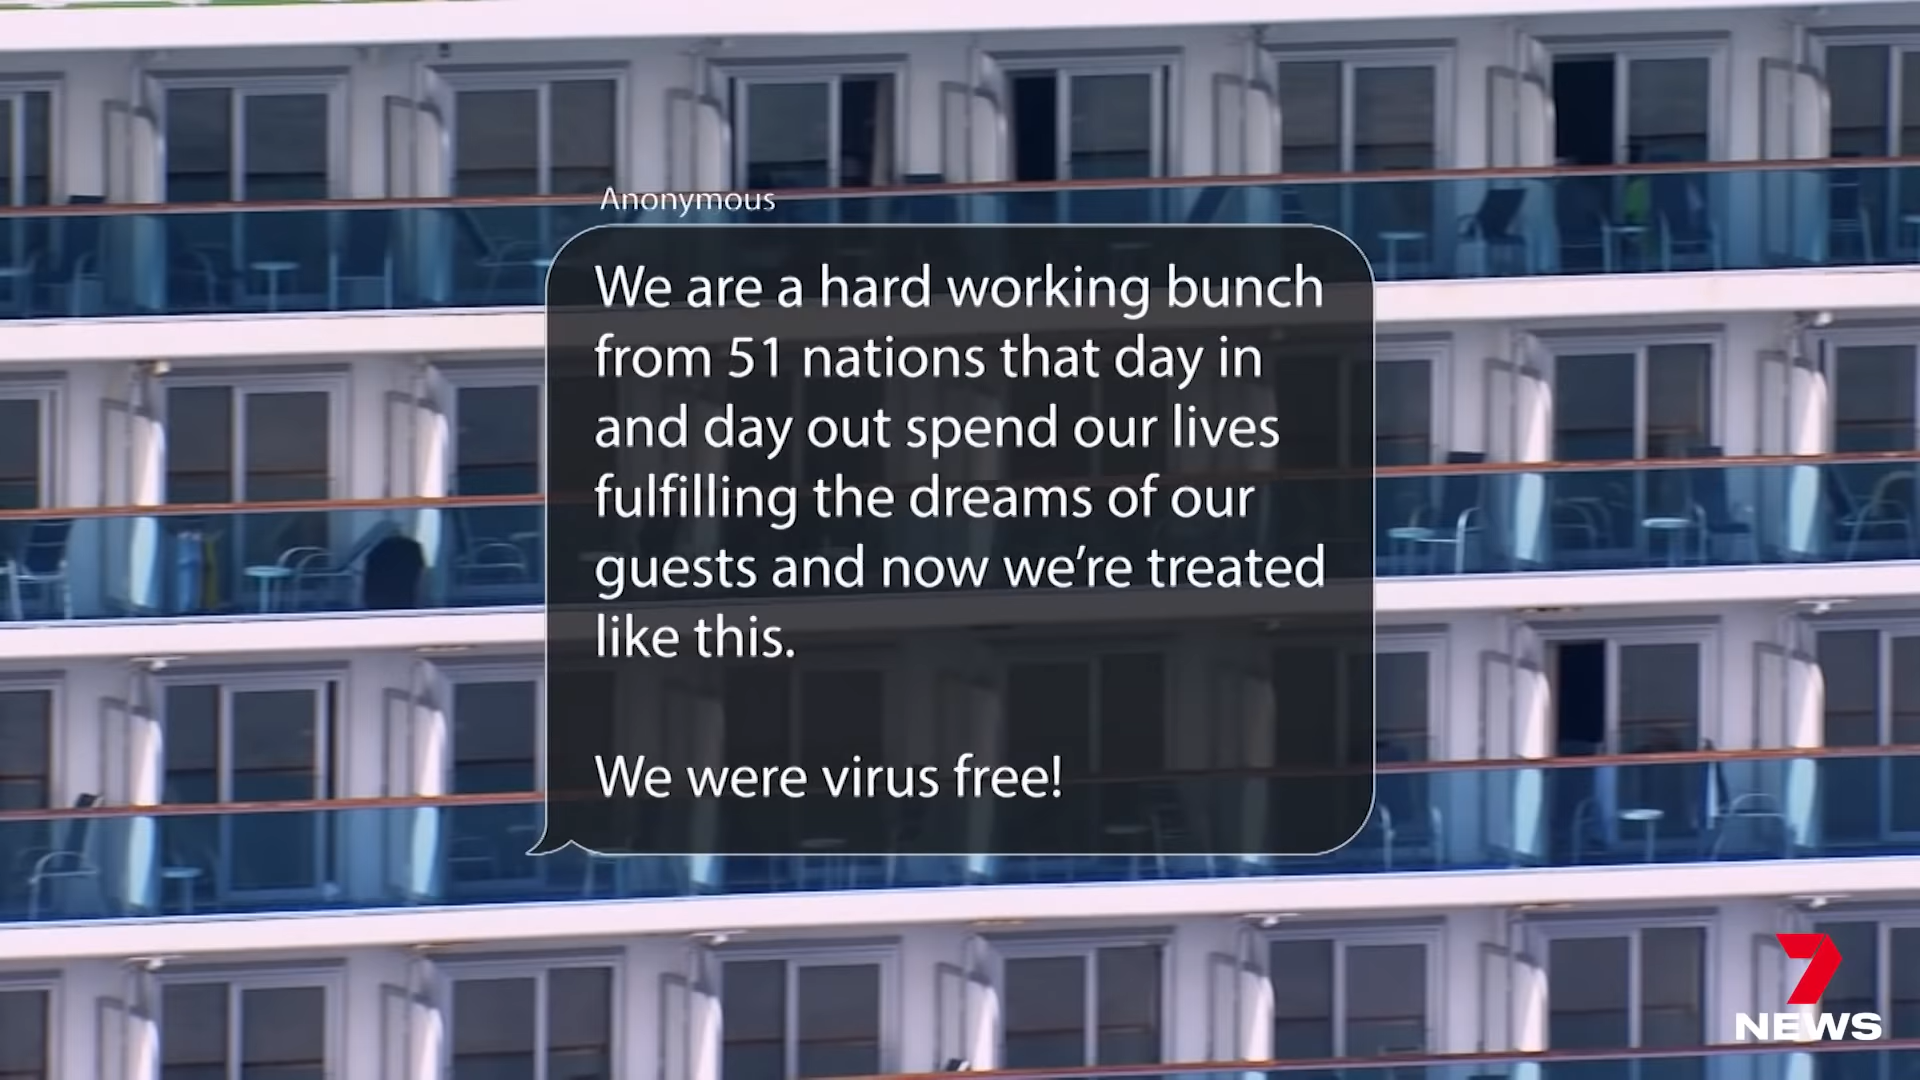 Anonymous
We are a hard working bunch
from 51 nations that day in
and day out spend our lives
fulfilling the dreams of our
guests and now we’re treated
like this.
We were virus free!
7
NEWS